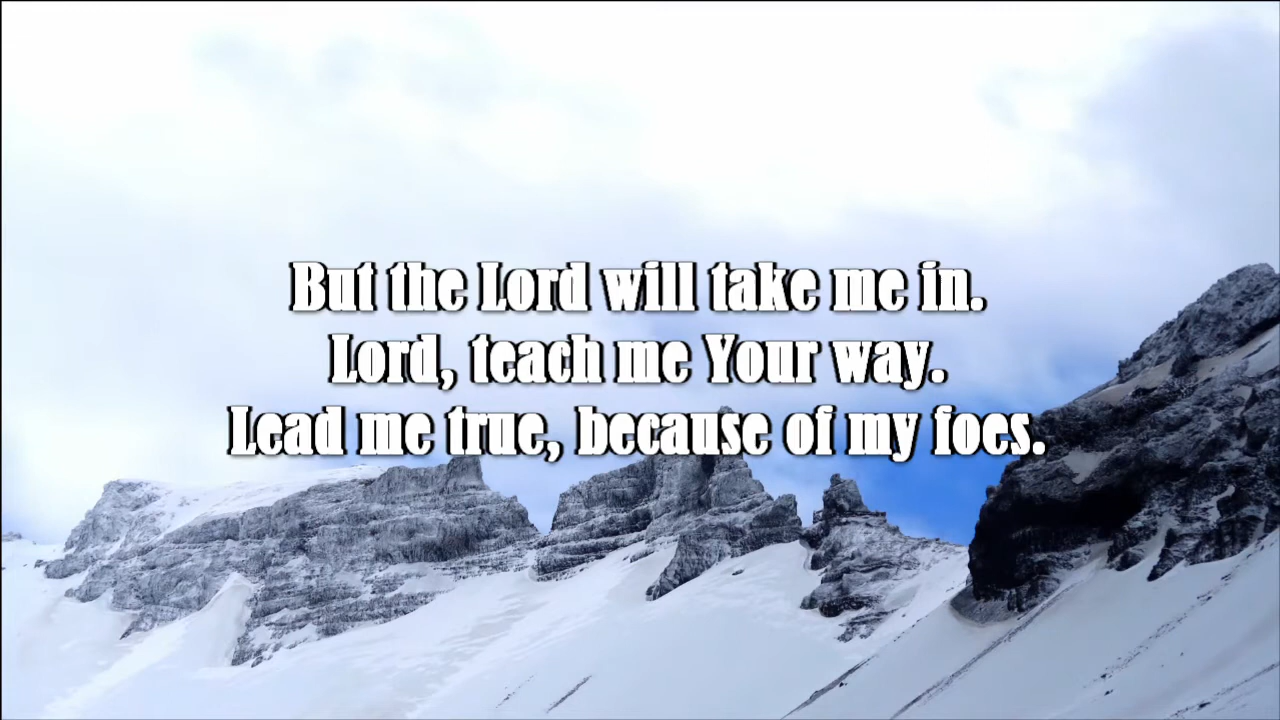 But the Lord will take me in.
Lord, teach me Your way.
Lead me true, because of my foes.